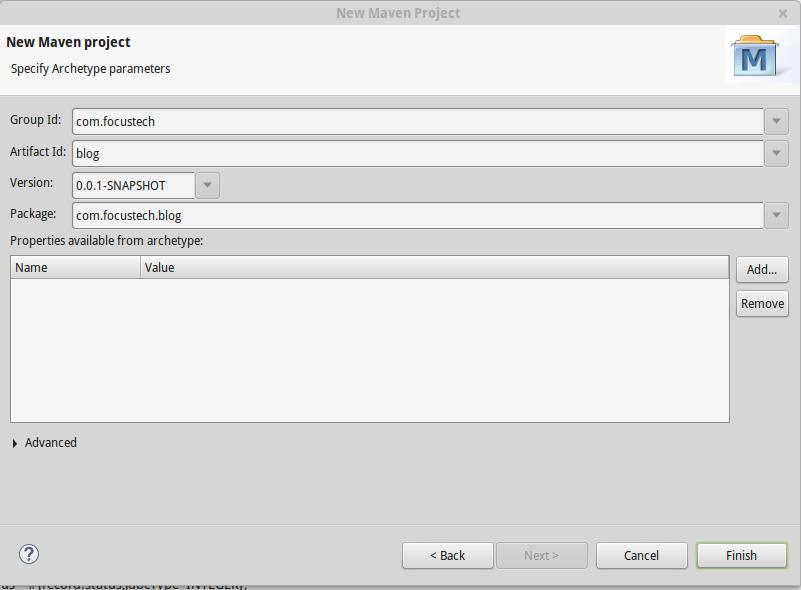 New Maven Project
New Maven project
Specify Archetype parameters
M
Group Id: com.focustech
Artifact Id: blog
Version: 0.0.1-SNAPSHOT
Package: com.focustech.blog
Properties available from archetype:
Name Value
Add...
Remove
Advanced
? < Back Next > Cancel Finish